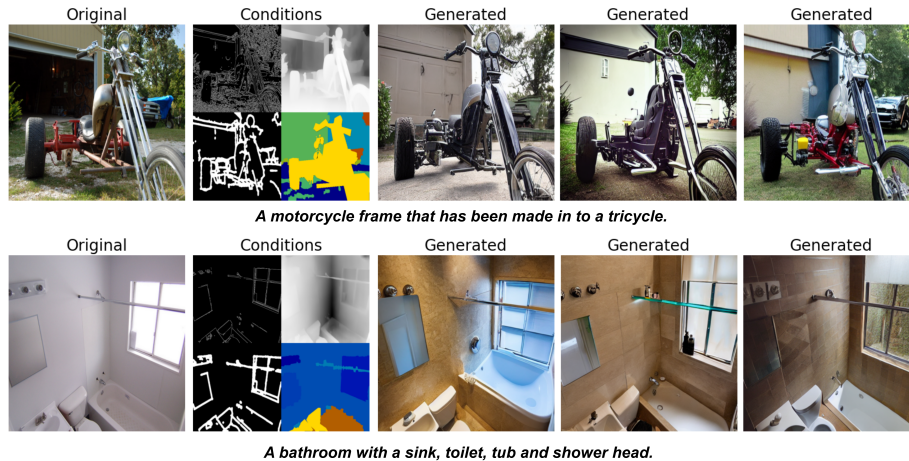 Original Conditions Generated Generated Generated
A motorcycle frame that has been made in to a tricycle.
Original Conditions Generated Generated Generated
A bathroom with a sink, toilet, tub and shower head.